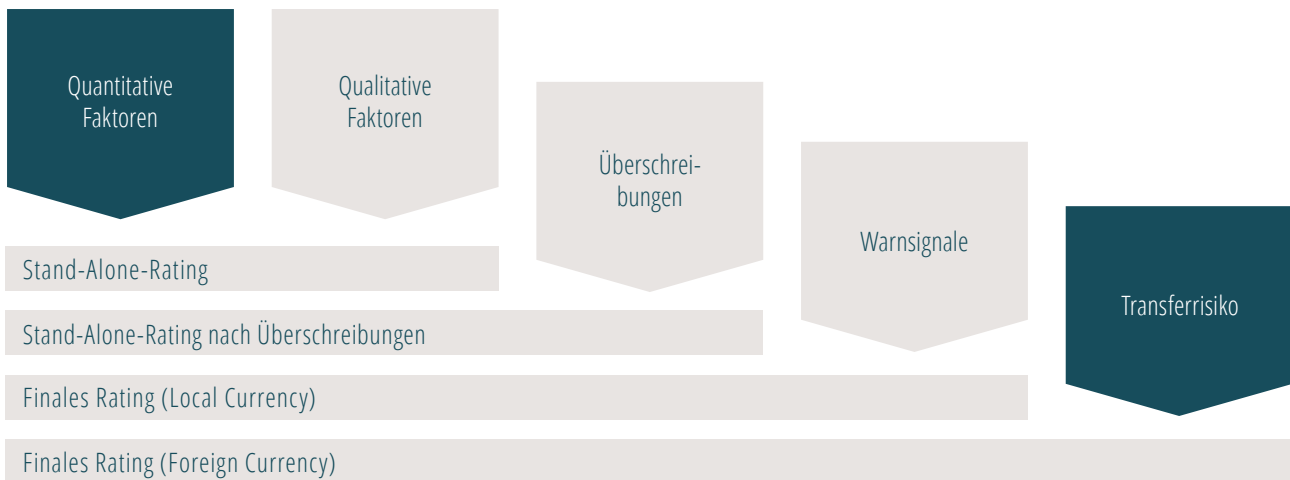 Quantitative
Faktoren
Qualitative
Faktoren
Überschrei-
bungen
Warnsignale
Transferrisiko
Stand-Alone-Rating
Stand-Alone-Rating nach Überschreibungen
Finales Rating (Local Currency)
Finales Rating (Foreign Currency)